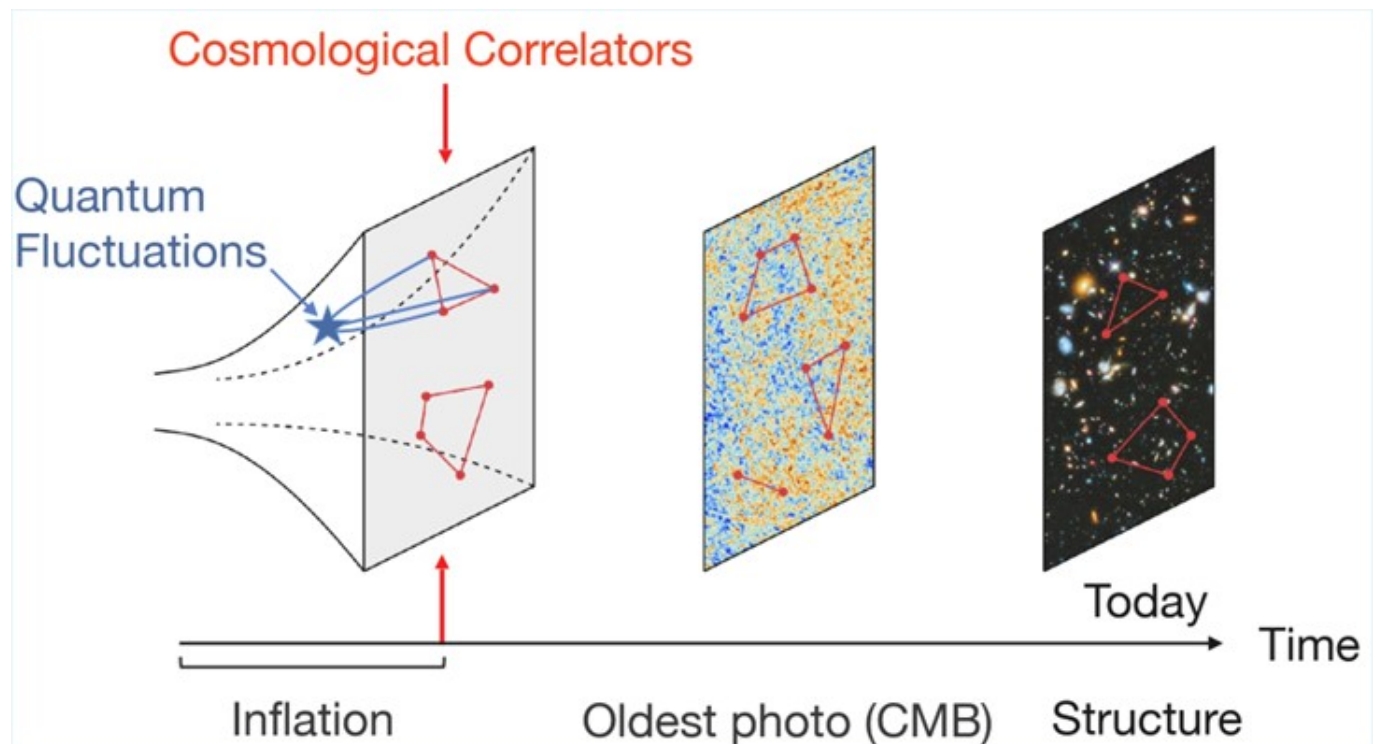 Cosmological Correlators
Quantum
Fluctuations
Today
Time
Inflation
Oldest photo (CMB)
Structure